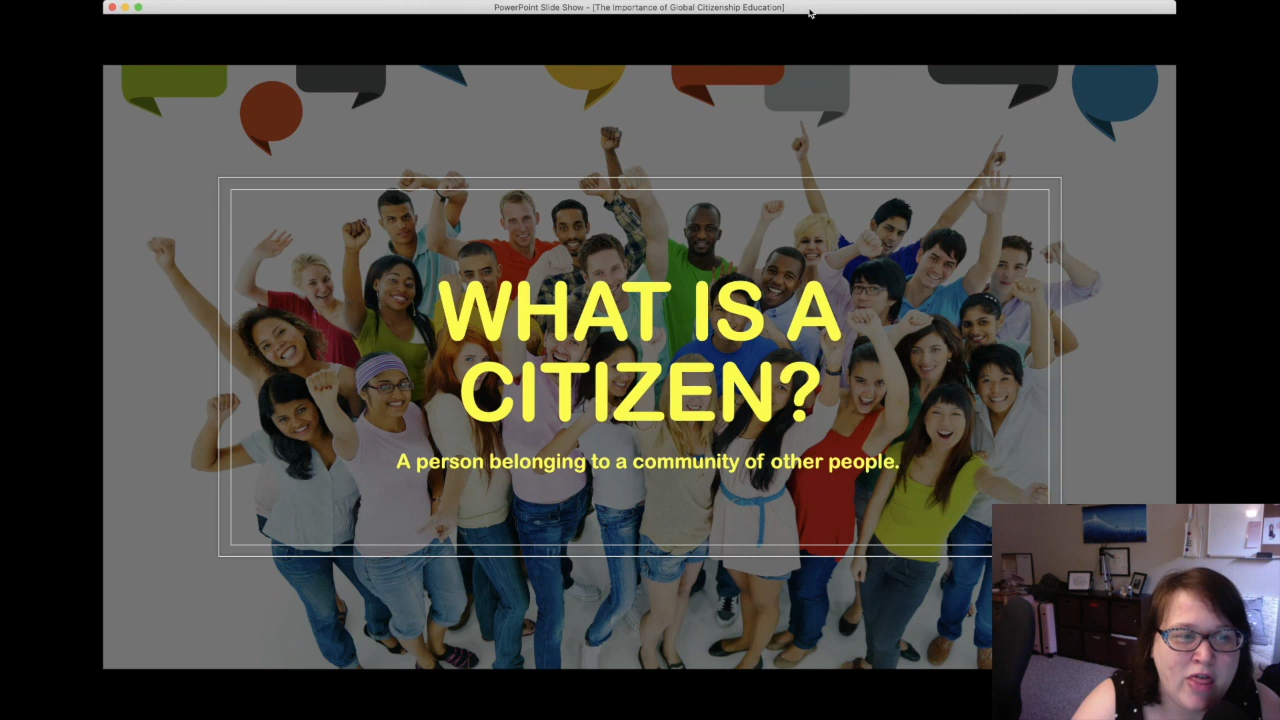 PowerPoint Slide Show - [The Importance of Global Citizenship Education]
WHAT IS A
CITIZEN?
A person belonging to a community of other people.